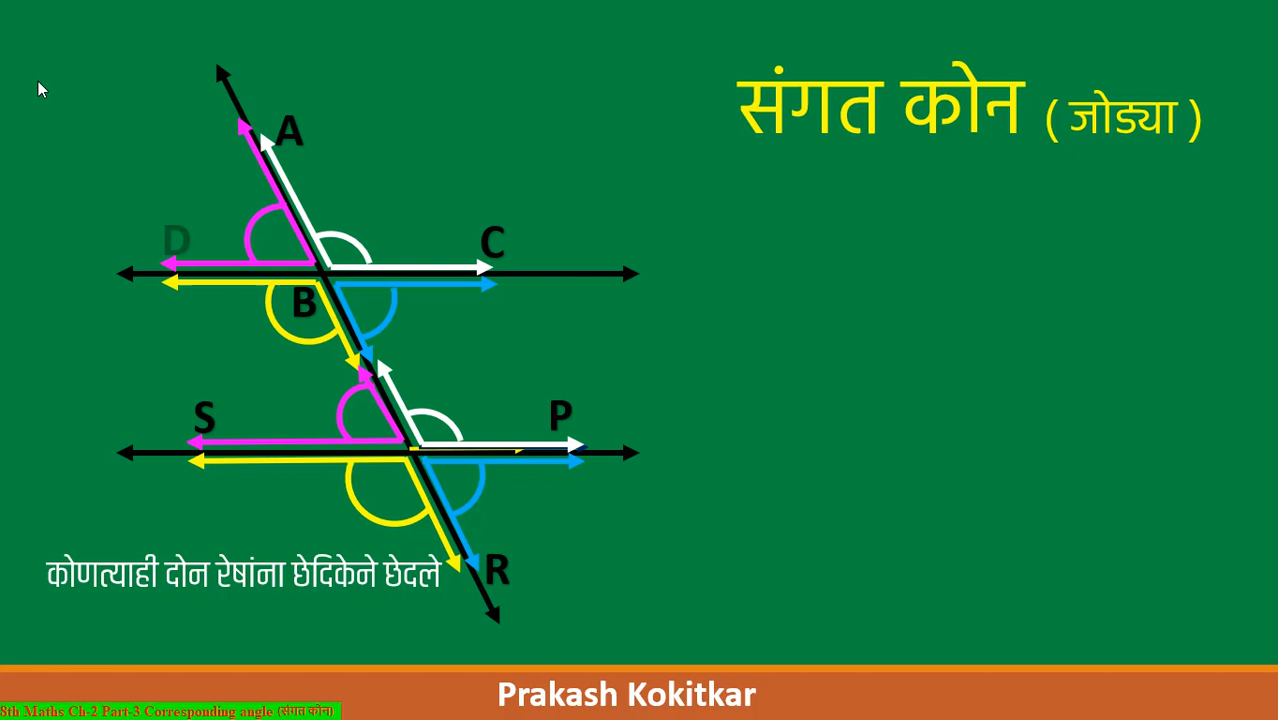 संगत कोन ( जोड्या )
A
D
C
B
S
P
R
कोणत्याही दोन रेषांना छेदिकेने छेदले
Prakash Kokitkar
8th Maths Ch-2 Part-3 Corresponding angle (संगत कोन)